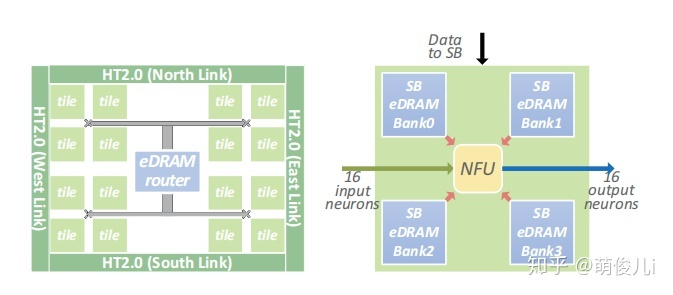 HT2.0 (North Link)
HT2.0 (West Link)
tile tile tile tile
tile tile tile tile
eDRAM
router
tile tile tile tile
tile tile tile tile
HT2.0 (East Link)
HT2.0 (South Link)
Data
to SB
SB
eDRAM
Bank0
SB
eDRAM
Bank1
NFU
16
input
neurons
16
output
neurons
SB
eDRAM
Bank2
SB
eDRAM
Bank3
知乎 @萌俊儿i